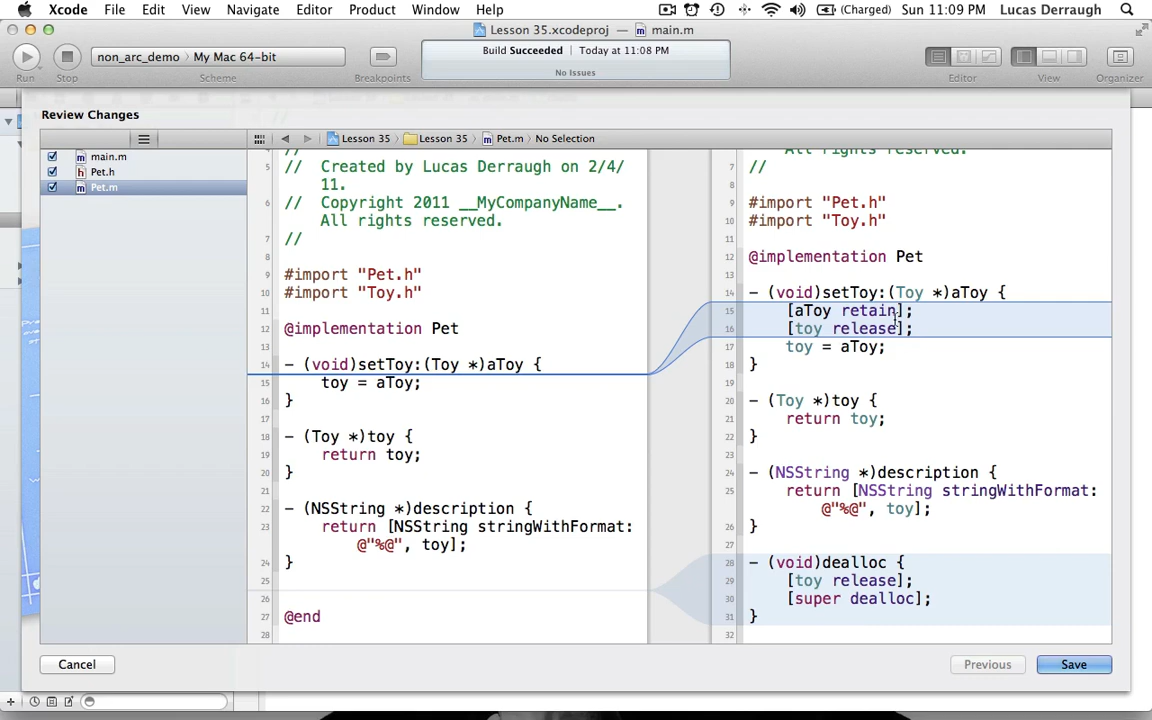 Xcode File Edit View Navigate Editor Product Window Help (Charged) Sun 11:09 PM Lucas Derraugh
Lesson 35.xcodeproj — main.m
non_arc_demo My Mac 64-bit
Build Succeeded | Today at 11:08 PM
No Issues
Run Stop Scheme Breakpoints Editor View Organizer
Review Changes
Lesson 35 Lesson 35 Pet.m No Selection
main.m
Pet.h
Pet.m
5 // Created by Lucas Derraugh on 2/4/
11.
6 // Copyright 2011 __MyCompanyName__.
All rights reserved.
7 //
8
9 #import "Pet.h"
10 #import "Toy.h"
11
12 @implementation Pet
13
14 - (void)setToy:(Toy *)aToy {
15 toy = aToy;
16 }
17
18 - (Toy *)toy {
19 return toy;
20 }
21
22 - (NSString *)description {
23 return [NSString stringWithFormat:
@"%@", toy];
24 }
25
26
27 @end
28
All rights reserved.
7 //
8
9 #import "Pet.h"
10 #import "Toy.h"
11
12 @implementation Pet
13
14 - (void)setToy:(Toy *)aToy {
15 [aToy retain];
16 [toy release];
17 toy = aToy;
18 }
19
20 - (Toy *)toy {
21 return toy;
22 }
23
24 - (NSString *)description {
25 return [NSString stringWithFormat:
@"%@", toy];
26 }
27
28 - (void)dealloc {
29 [toy release];
30 [super dealloc];
31 }
32
Cancel Previous Save